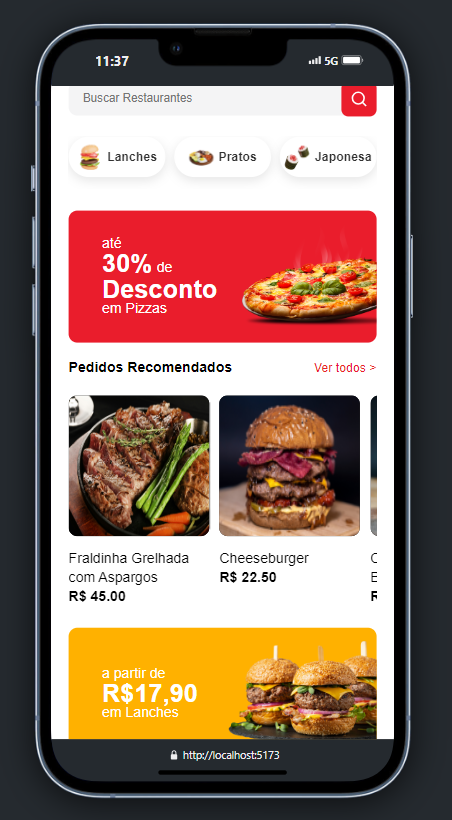 11:37
5G
Buscar Restaurantes
Lanches
Pratos
Japonesa
até
30% de
Desconto
em Pizzas
Pedidos Recomendados
Ver todos >
Fraldinha Grelhada
com Aspargos
R$ 45.00
Cheeseburger
R$ 22.50
a partir de
R$17,90
em Lanches
http://localhost:5173